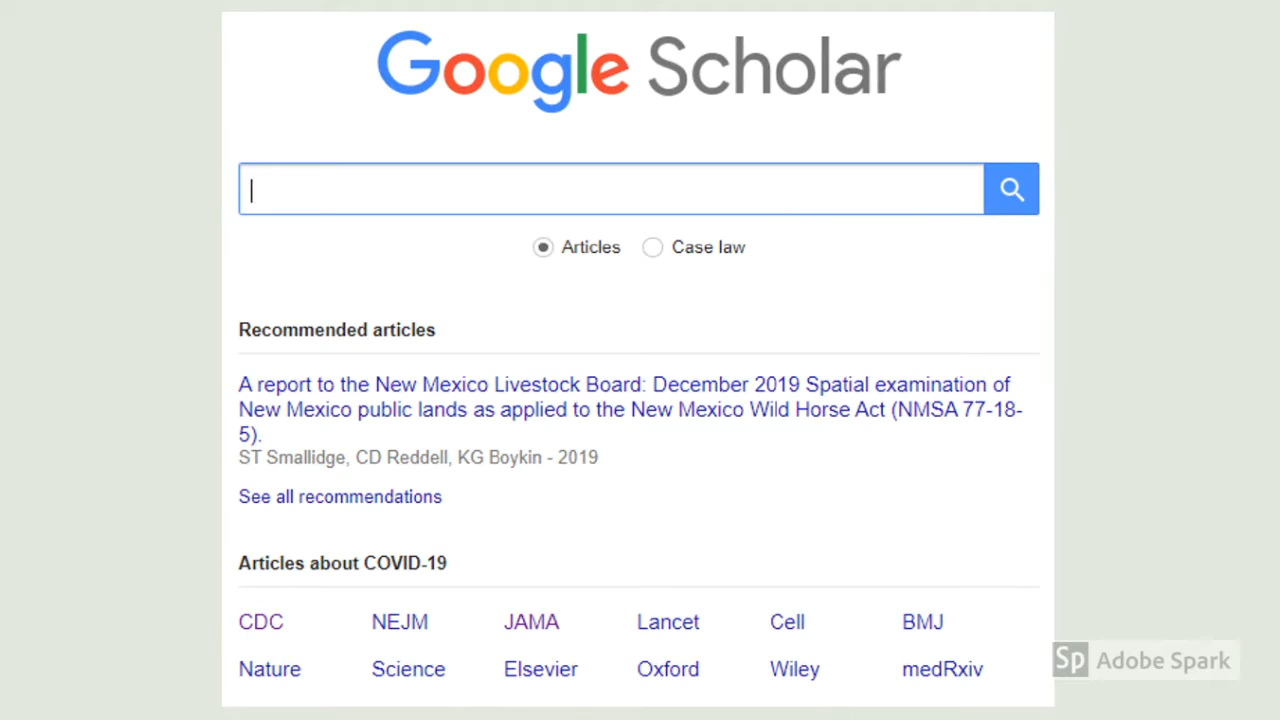 Google Scholar
Articles Case law
Recommended articles
A report to the New Mexico Livestock Board: December 2019 Spatial examination of
New Mexico public lands as applied to the New Mexico Wild Horse Act (NMSA 77-18-
5).
ST Smallidge, CD Reddell, KG Boykin - 2019
See all recommendations
Articles about COVID-19
CDC NEJM JAMA Lancet Cell BMJ
Nature Science Elsevier Oxford Wiley medRxiv
Sp Adobe Spark